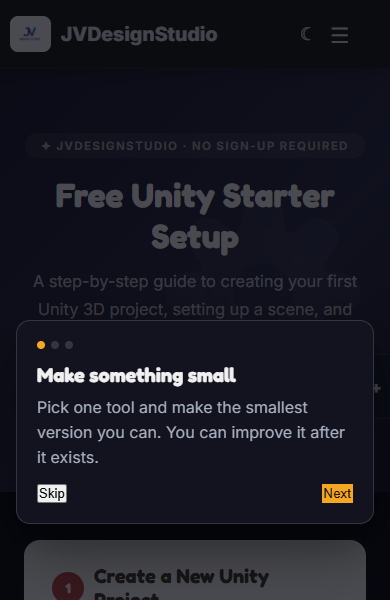 JV
JVDesignStudio
✦ JVDESIGNSTUDIO · NO SIGN-UP REQUIRED
Free Unity Starter
Setup
A step-by-step guide to creating your first
Unity 3D project, setting up a scene, and
Make something small
Pick one tool and make the smallest
version you can. You can improve it after
it exists.
Skip
Next
1
Create a New Unity
Project